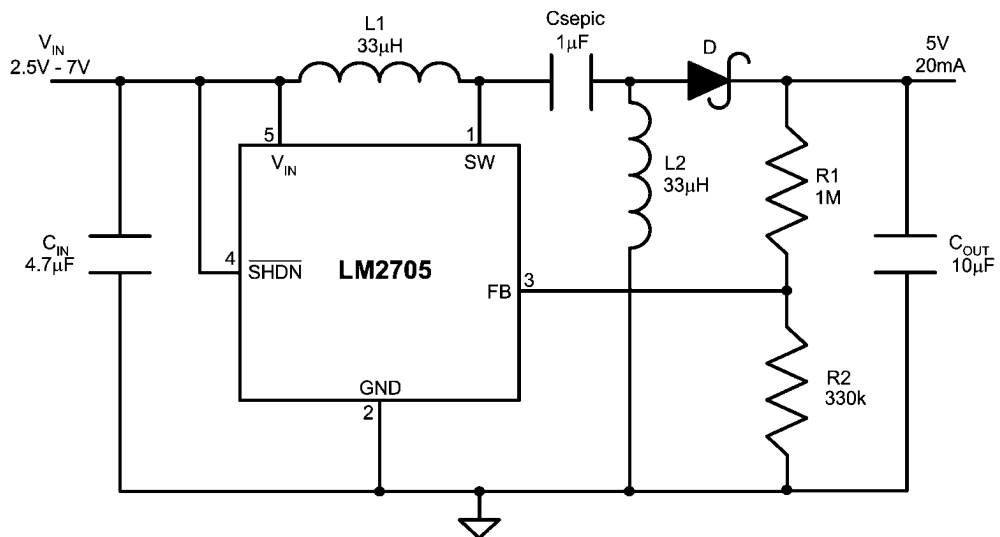 V_IN
2.5V - 7V
L1
33µH
Csepic
1µF
D
5V
20mA
5
V_IN
1
SW
L2
33µH
R1
1M
C_IN
4.7µF
4
SHDN
LM2705
3
FB
C_OUT
10µF
GND
2
R2
330k